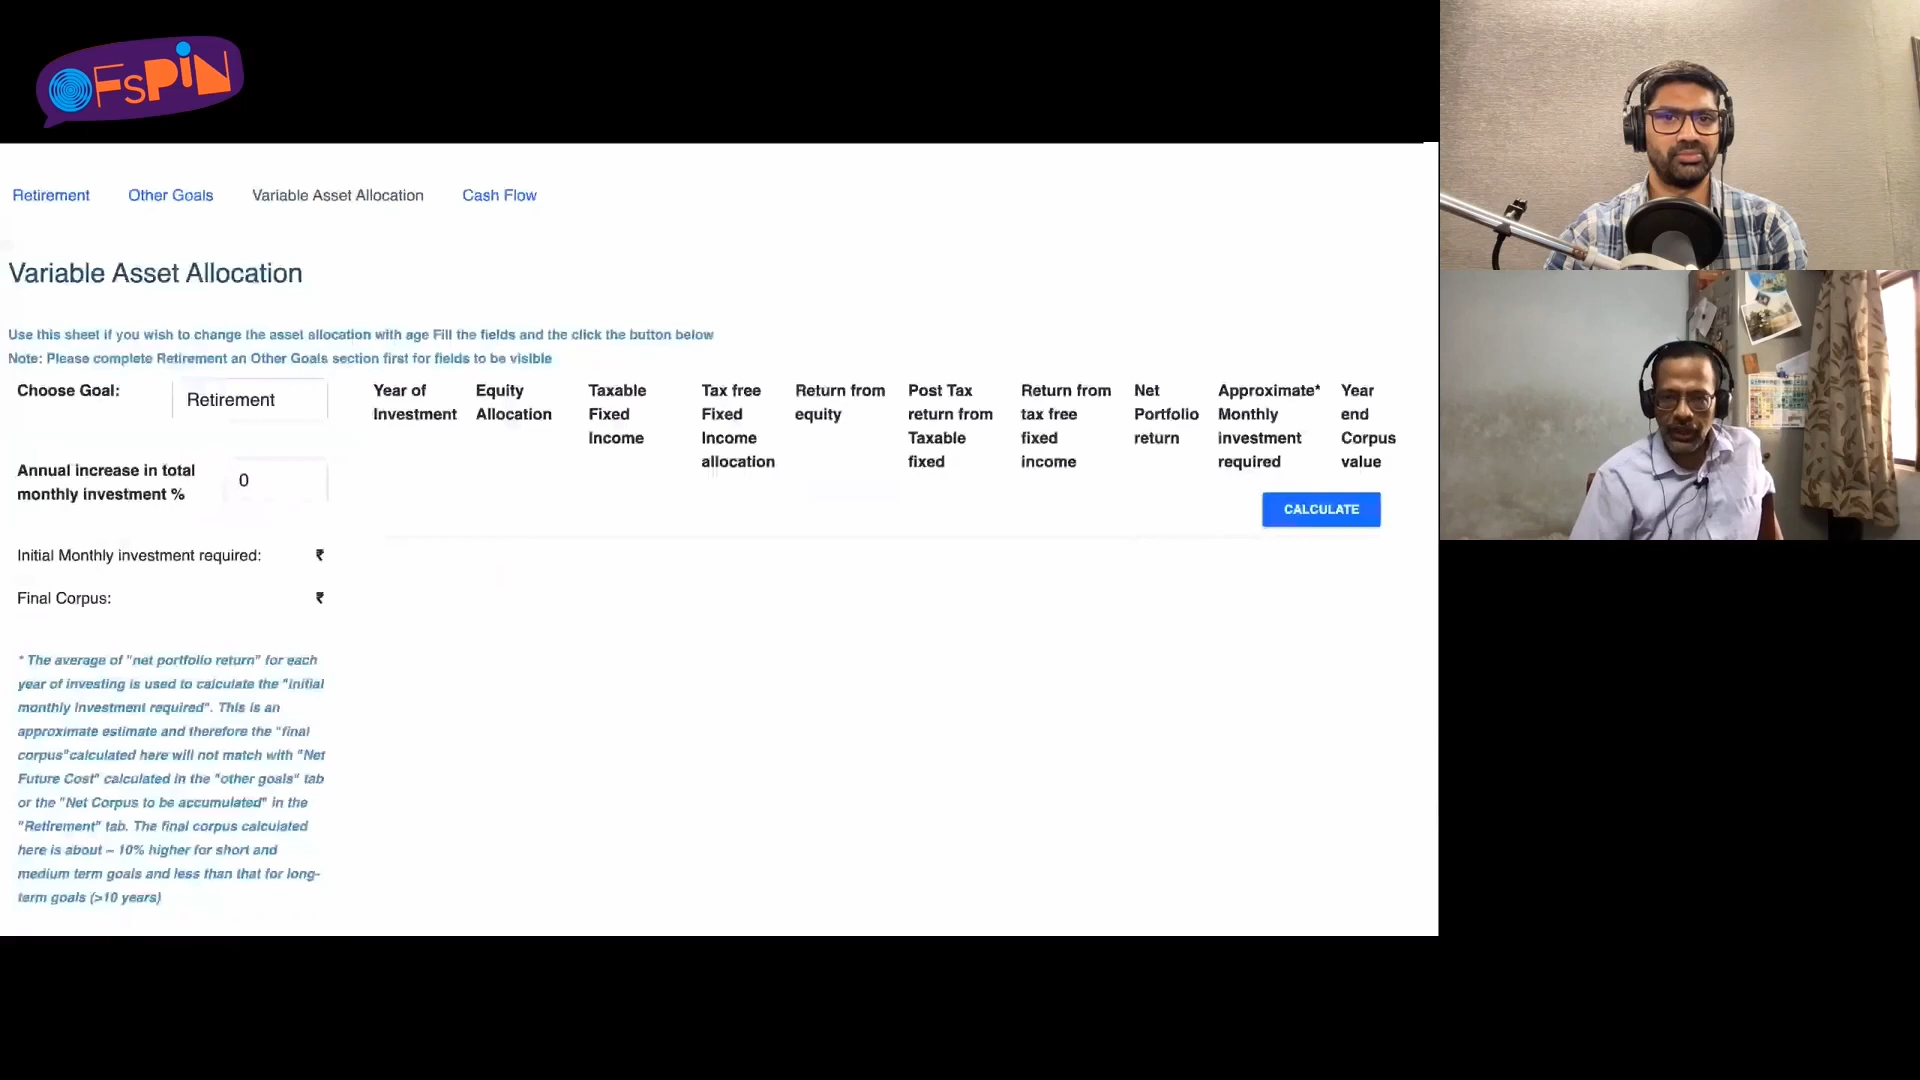 OFSPIN
Retirement
Other Goals
Variable Asset Allocation
Cash Flow
Variable Asset Allocation
Use this sheet if you wish to change the asset allocation with age Fill the fields and the click the button below
Note: Please complete Retirement an Other Goals section first for fields to be visible
Choose Goal:
Retirement
Annual increase in total
monthly investment %
0
Initial Monthly investment required: ₹
Final Corpus: ₹
* The average of "net portfolio return" for each
year of investing is used to calculate the "initial
monthly investment required". This is an
approximate estimate and therefore the "final
corpus"calculated here will not match with "Net
Future Cost" calculated in the "other goals" tab
or the "Net Corpus to be accumulated" in the
"Retirement" tab. The final corpus calculated
here is about ~ 10% higher for short and
medium term goals and less than that for long-
term goals (>10 years)
Year of
Investment
Equity
Allocation
Taxable
Fixed
Income
Tax free
Fixed
Income
allocation
Return from
equity
Post Tax
return from
Taxable
fixed
Return from
tax free
fixed
income
Net
Portfolio
return
Approximate*
Monthly
investment
required
Year
end
Corpus
value
CALCULATE